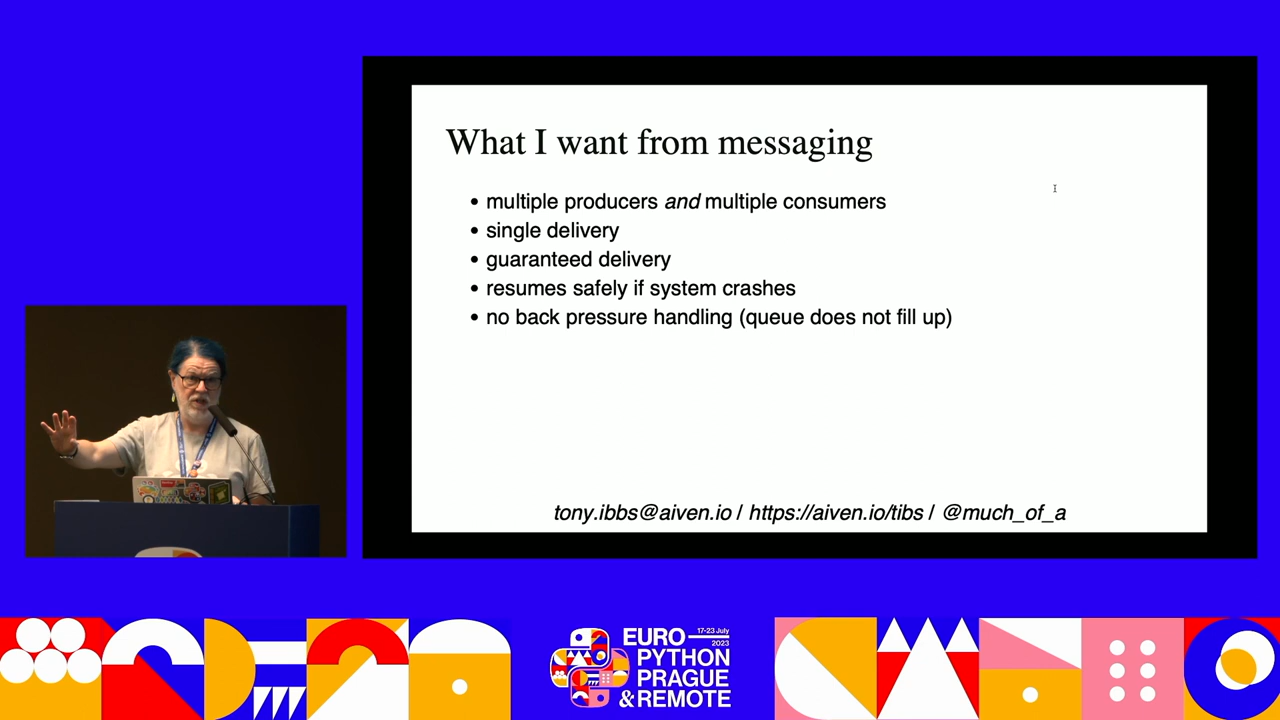 What I want from messaging
• multiple producers and multiple consumers
• single delivery
• guaranteed delivery
• resumes safely if system crashes
• no back pressure handling (queue does not fill up)
tony.ibbs@aiven.io / https://aiven.io/tibs / @much_of_a
17-23 July
2023
EURO
PYTHON
PRAGUE
&REMOTE